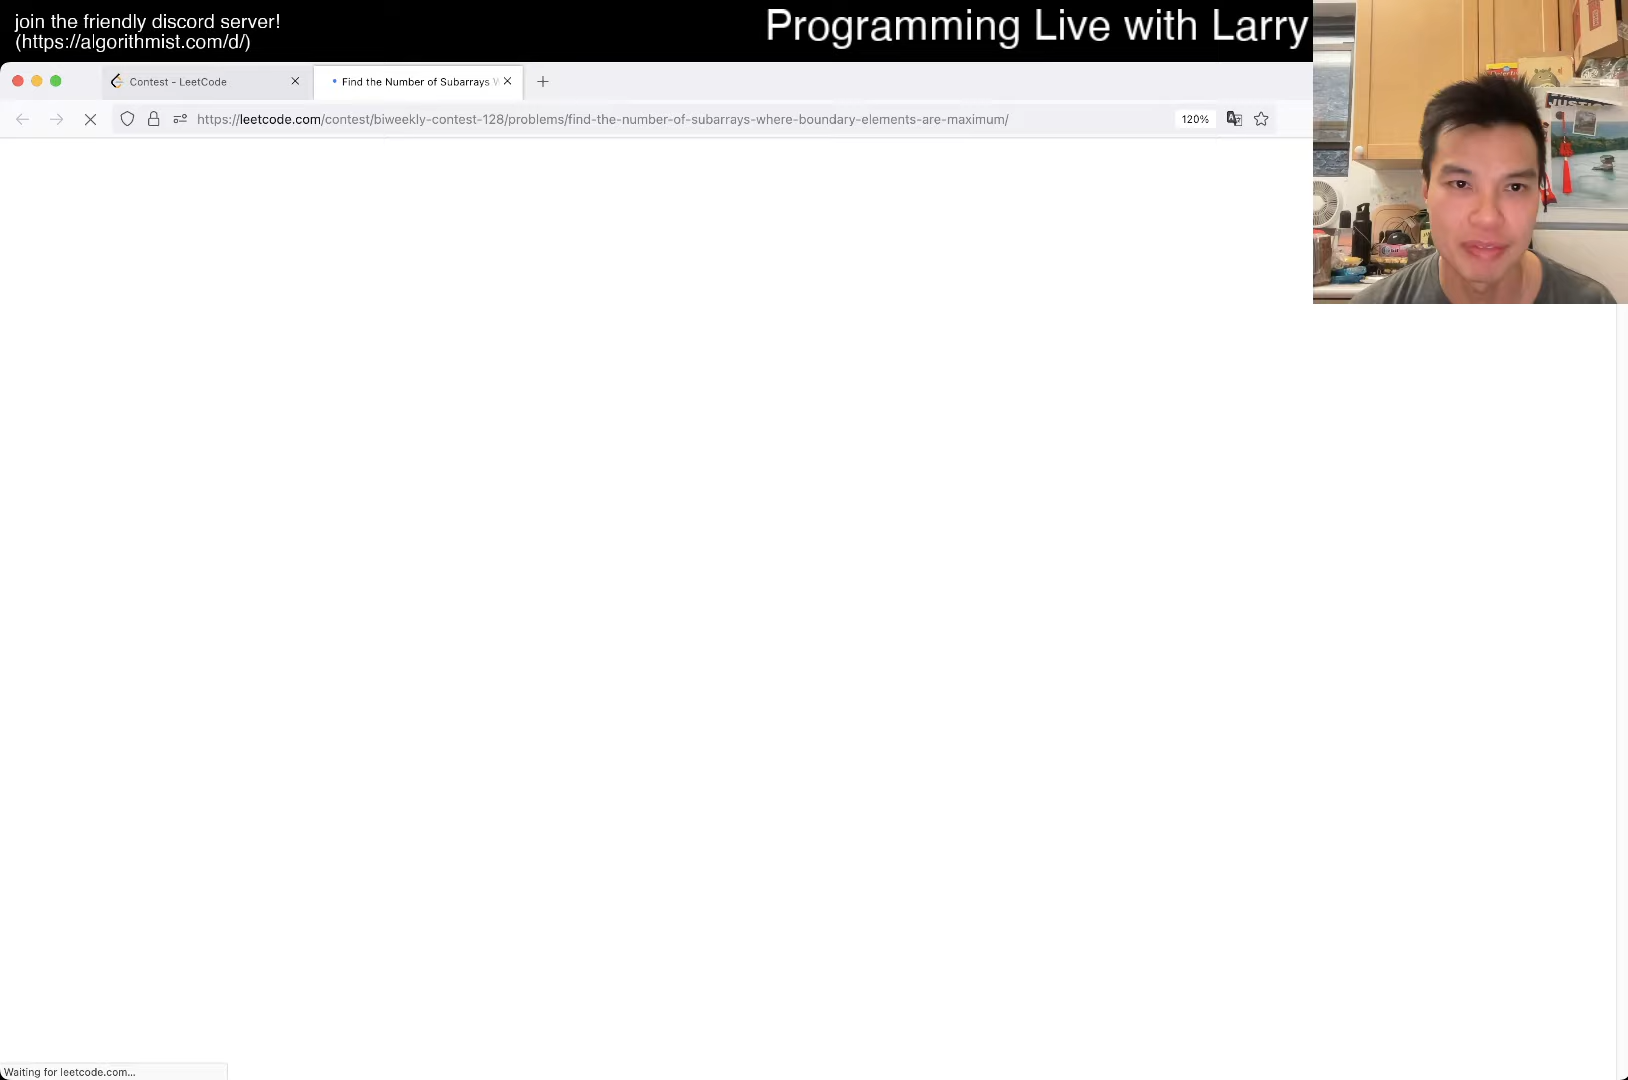 join the friendly discord server!
(https://algorithmist.com/d/)
Programming Live with Larry
Contest - LeetCode
Find the Number of Subarrays
https://leetcode.com/contest/biweekly-contest-128/problems/find-the-number-of-subarrays-where-boundary-elements-are-maximum/
120%
Waiting for leetcode.com...